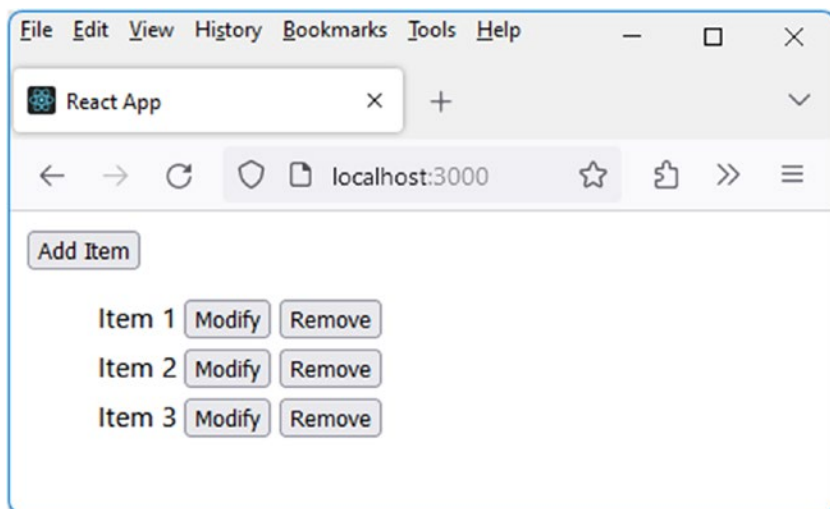 File Edit View History Bookmarks Tools Help
React App
localhost:3000
Add Item
Item 1 Modify Remove
Item 2 Modify Remove
Item 3 Modify Remove